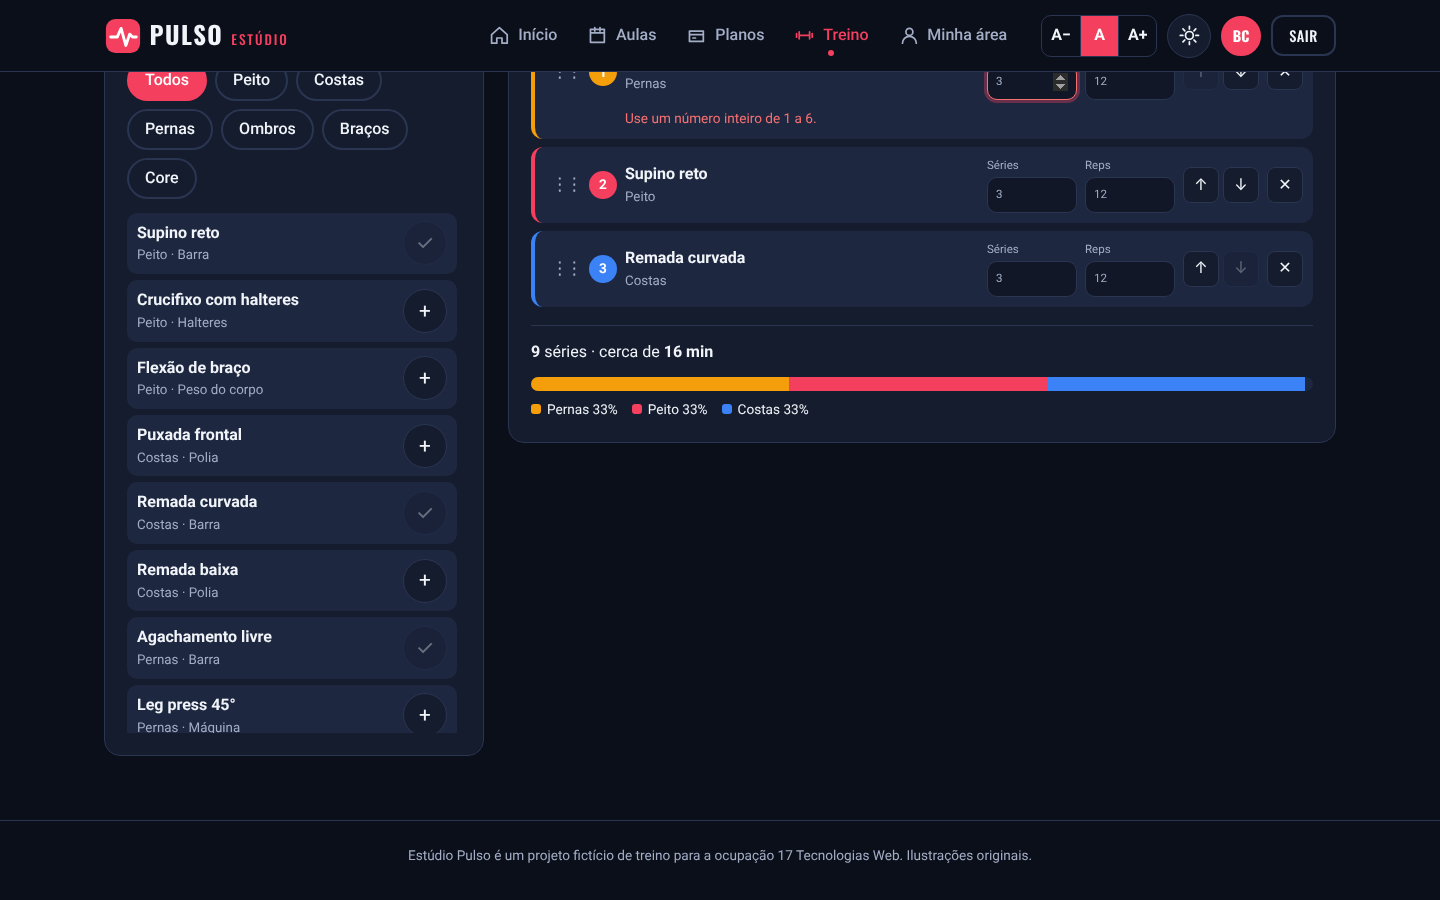 PULSO ESTÚDIO
Início
Aulas
Planos
Treino
Minha área
A−
A
A+
BC
SAIR
Todos
Peito
Costas
Pernas
Ombros
Braços
Core
Supino reto
Peito · Barra
Crucifixo com halteres
Peito · Halteres
Flexão de braço
Peito · Peso do corpo
Puxada frontal
Costas · Polia
Remada curvada
Costas · Barra
Remada baixa
Costas · Polia
Agachamento livre
Pernas · Barra
Leg press 45°
Pernas · Máquina
1
Pernas
3
12
Use um número inteiro de 1 a 6.
2
Supino reto
Peito
Séries
3
Reps
12
3
Remada curvada
Costas
Séries
3
Reps
12
9 séries · cerca de 16 min
Pernas 33%
Peito 33%
Costas 33%
Estúdio Pulso é um projeto fictício de treino para a ocupação 17 Tecnologias Web. Ilustrações originais.